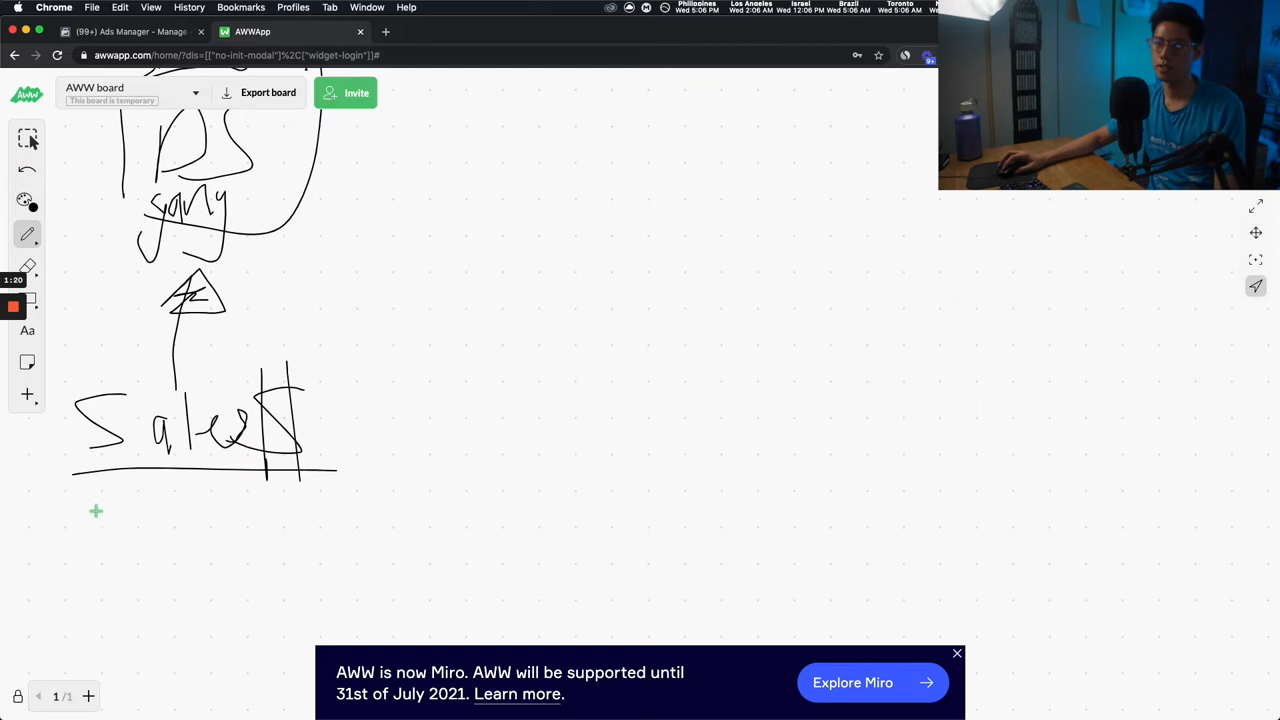 Chrome File Edit View History Bookmarks Profiles Tab Window Help
Philippines Los Angeles Israel Brazil Toronto
Wed 5:06 PM Wed 2:06 AM Wed 12:06 PM Wed 6:06 AM Wed 5:06 AM
(99+) Ads Manager - Manage
AWWApp
awwapp.com/home/?dis=[["no-init-modal"]%2C["widget-login"]]#
9+
AWW
AWW board
This board is temporary
Export board
Invite
DS
gang
1:20
Aa
Sales$
AWW is now Miro. AWW will be supported until
31st of July 2021. Learn more.
Explore Miro
1 /1